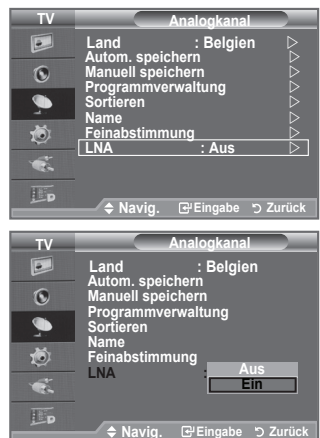 TV Analogkanal
Land : Belgien
Autom. speichern
Manuell speichern
Programmverwaltung
Sortieren
Name
Feinabstimmung
LNA : Aus
Navig. Eingabe Zurück
TV Analogkanal
Land : Belgien
Autom. speichern
Manuell speichern
Programmverwaltung
Sortieren
Name
Feinabstimmung
LNA : Aus
Ein
Navig. Eingabe Zurück